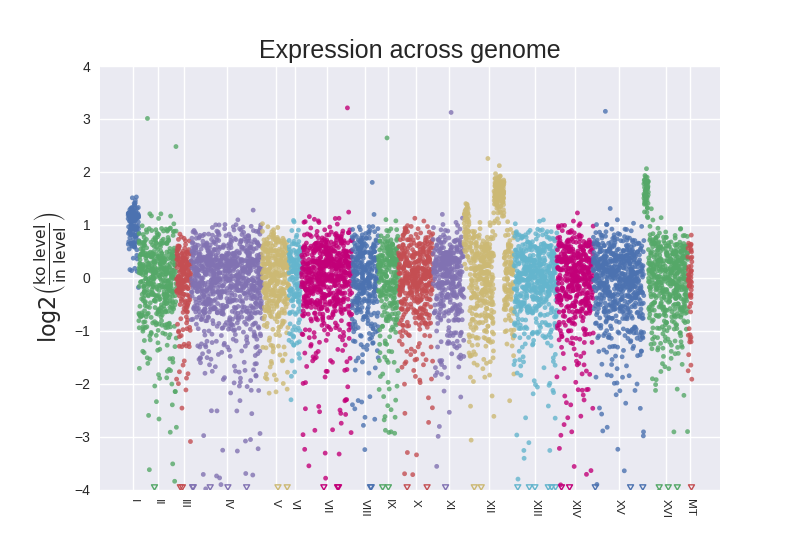 Expression across genome
log2(ko level / in level)
4
3
2
1
0
−1
−2
−3
−4
I
II
III
IV
V
VI
VII
VIII
IX
X
XI
XII
XIII
XIV
XV
XVI
MT